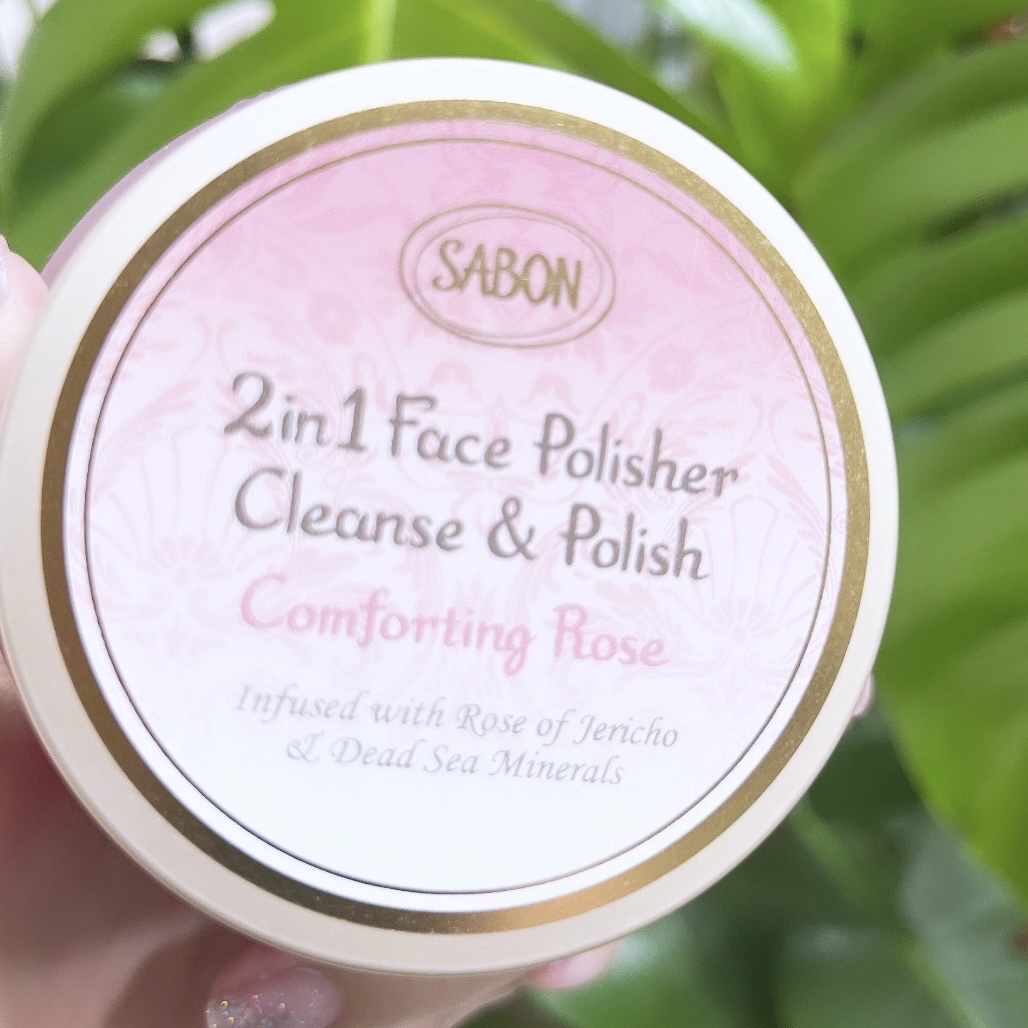 SABON
2in1 Face Polisher
Cleanse & Polish
Comforting Rose
Infused with Rose of Jericho
& Dead Sea Minerals